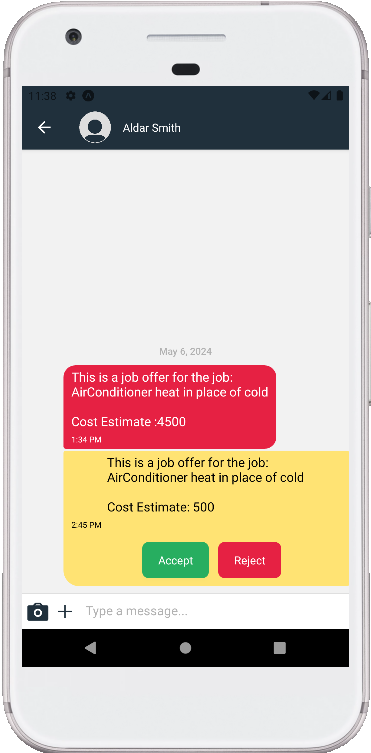 11:38
Aldar Smith
May 6, 2024
This is a job offer for the job:
AirConditioner heat in place of cold
Cost Estimate :4500
1:34 PM
This is a job offer for the job:
AirConditioner heat in place of cold
Cost Estimate: 500
2:45 PM
Accept
Reject
Type a message...